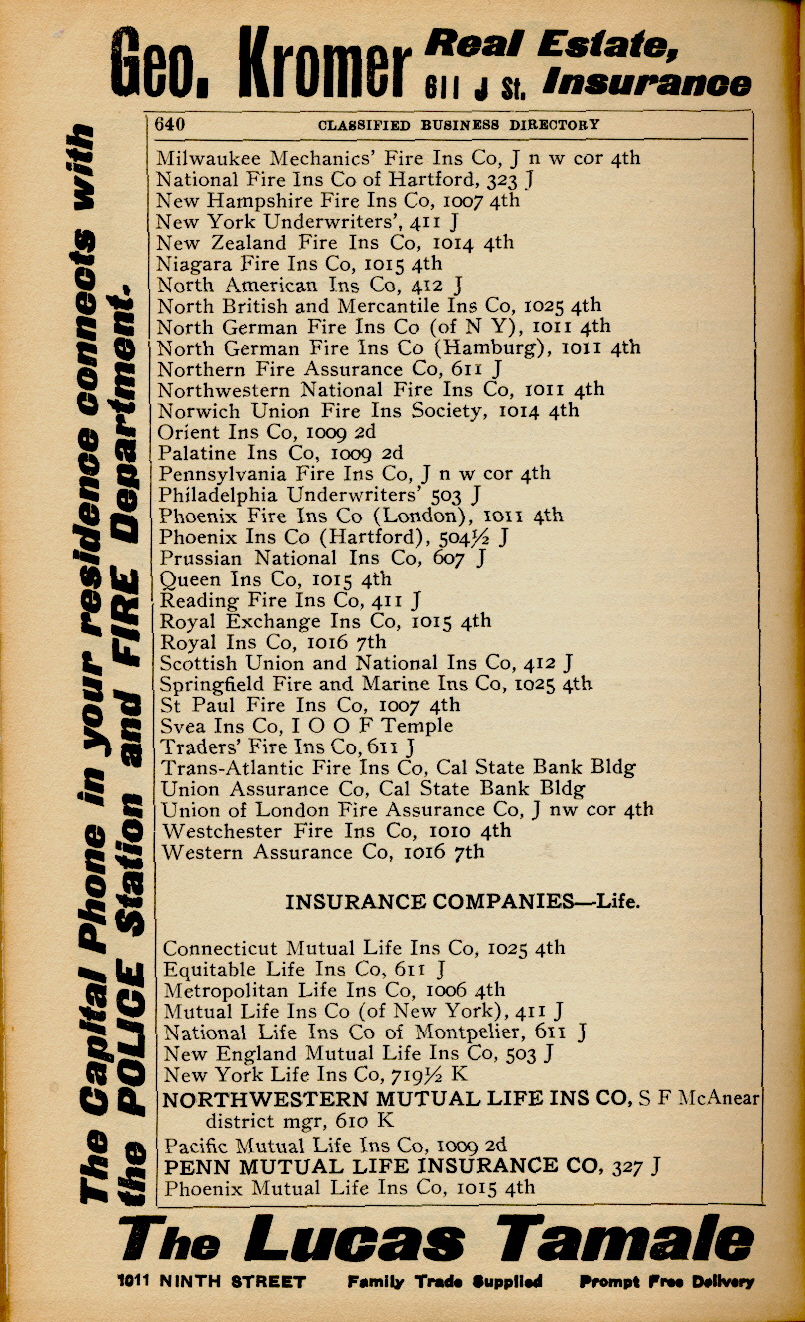 Geo. Kromer Real Estate,
611 J St. Insurance
640 CLASSIFIED BUSINESS DIRECTORY
Milwaukee Mechanics' Fire Ins Co, J n w cor 4th
National Fire Ins Co of Hartford, 323 J
New Hampshire Fire Ins Co, 1007 4th
New York Underwriters', 411 J
New Zealand Fire Ins Co, 1014 4th
Niagara Fire Ins Co, 1015 4th
North American Ins Co, 412 J
North British and Mercantile Ins Co, 1025 4th
North German Fire Ins Co (of N Y), 1011 4th
North German Fire Ins Co (Hamburg), 1011 4th
Northern Fire Assurance Co, 611 J
Northwestern National Fire Ins Co, 1011 4th
Norwich Union Fire Ins Society, 1014 4th
Orient Ins Co, 1009 2d
Palatine Ins Co, 1009 2d
Pennsylvania Fire Ins Co, J n w cor 4th
Philadelphia Underwriters' 503 J
Phoenix Fire Ins Co (London), 1011 4th
Phoenix Ins Co (Hartford), 504½ J
Prussian National Ins Co, 607 J
Queen Ins Co, 1015 4th
Reading Fire Ins Co, 411 J
Royal Exchange Ins Co, 1015 4th
Royal Ins Co, 1016 7th
Scottish Union and National Ins Co, 412 J
Springfield Fire and Marine Ins Co, 1025 4th
St Paul Fire Ins Co, 1007 4th
Svea Ins Co, I O O F Temple
Traders' Fire Ins Co, 611 J
Trans-Atlantic Fire Ins Co, Cal State Bank Bldg
Union Assurance Co, Cal State Bank Bldg
Union of London Fire Assurance Co, J nw cor 4th
Westchester Fire Ins Co, 1010 4th
Western Assurance Co, 1016 7th
INSURANCE COMPANIES—Life.
Connecticut Mutual Life Ins Co, 1025 4th
Equitable Life Ins Co, 611 J
Metropolitan Life Ins Co, 1006 4th
Mutual Life Ins Co (of New York), 411 J
National Life Ins Co of Montpelier, 611 J
New England Mutual Life Ins Co, 503 J
New York Life Ins Co, 719½ K
NORTHWESTERN MUTUAL LIFE INS CO, S F McAnear
district mgr, 610 K
Pacific Mutual Life Ins Co, 1009 2d
PENN MUTUAL LIFE INSURANCE CO, 327 J
Phoenix Mutual Life Ins Co, 1015 4th
The Capital Phone in your residence connects with
the POLICE Station and FIRE Department.
The Lucas Tamale
1011 NINTH STREET Family Trade Supplied Prompt Free Delivery